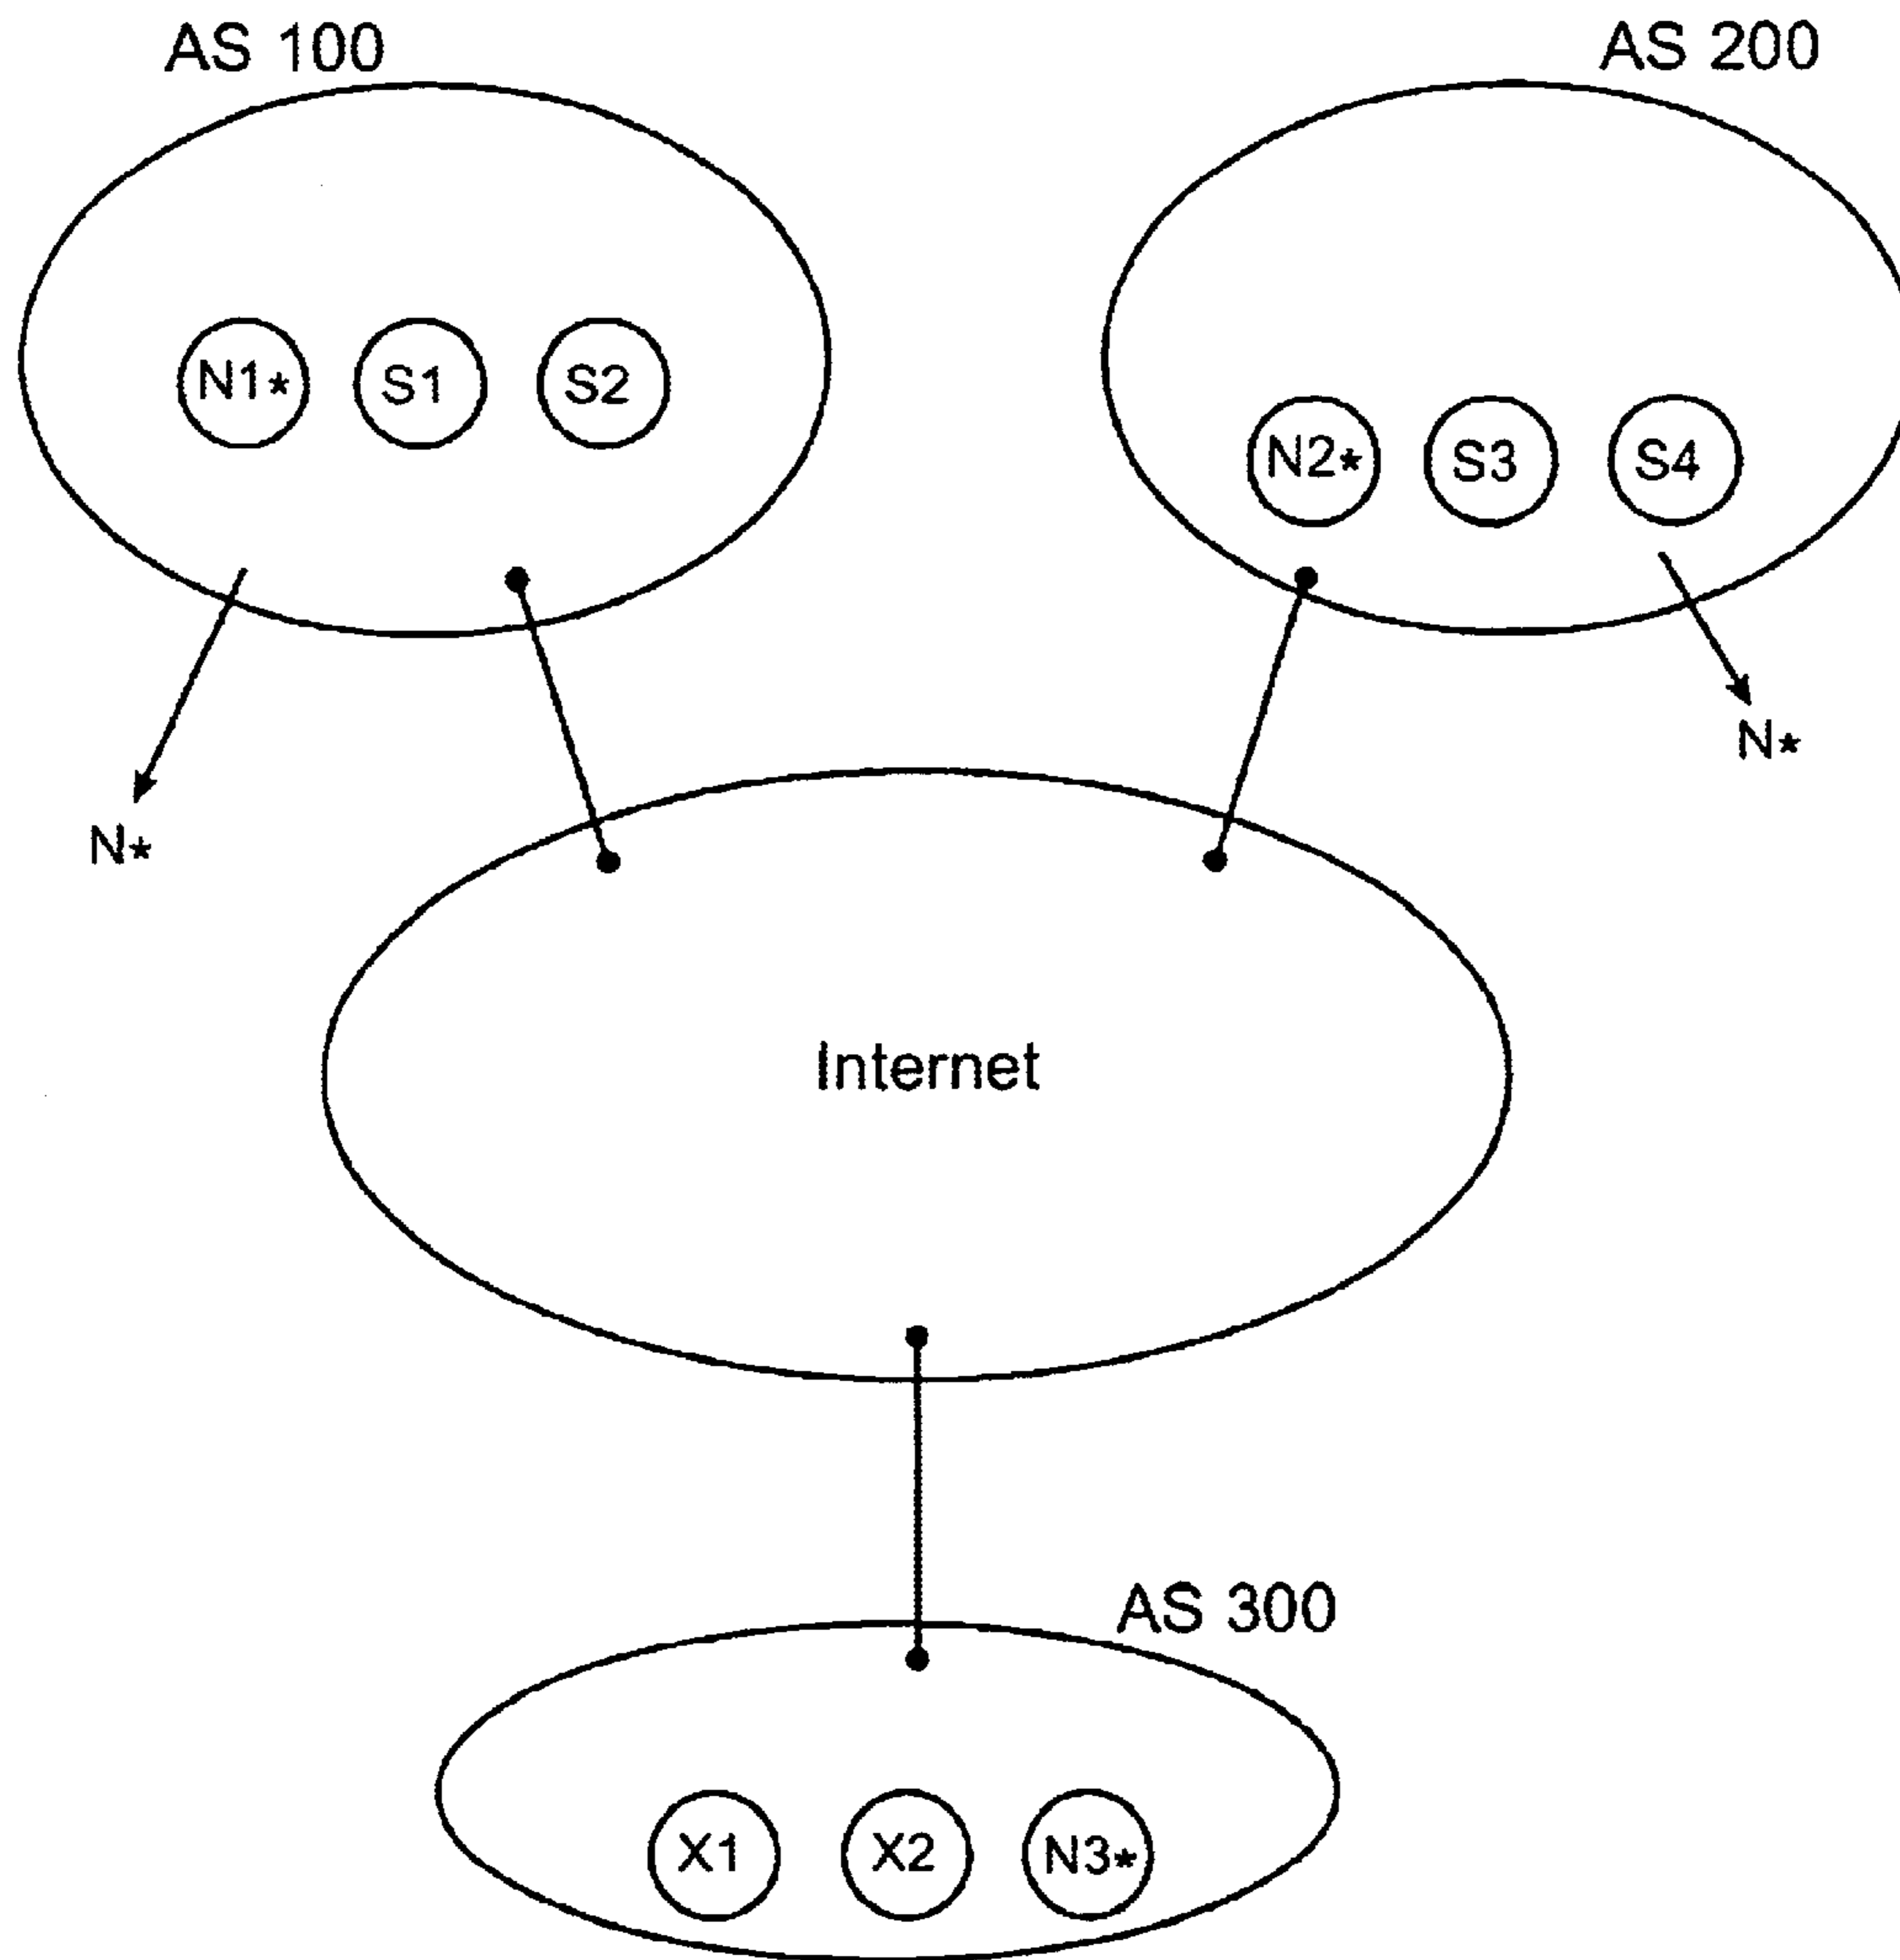 AS 100
AS 200
N1* S1 S2
N2* S3 S4
N*
N*
Internet
AS 300
X1 X2 N3*